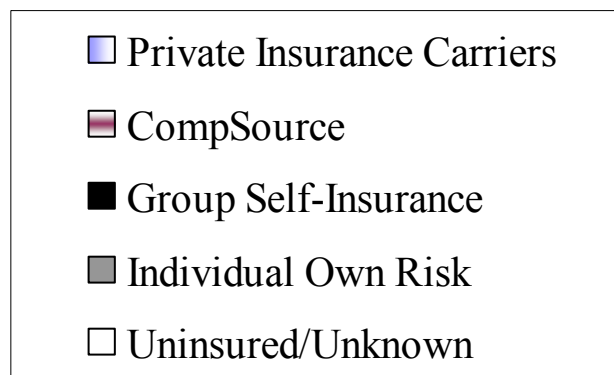 Private Insurance Carriers
CompSource
Group Self-Insurance
Individual Own Risk
Uninsured/Unknown